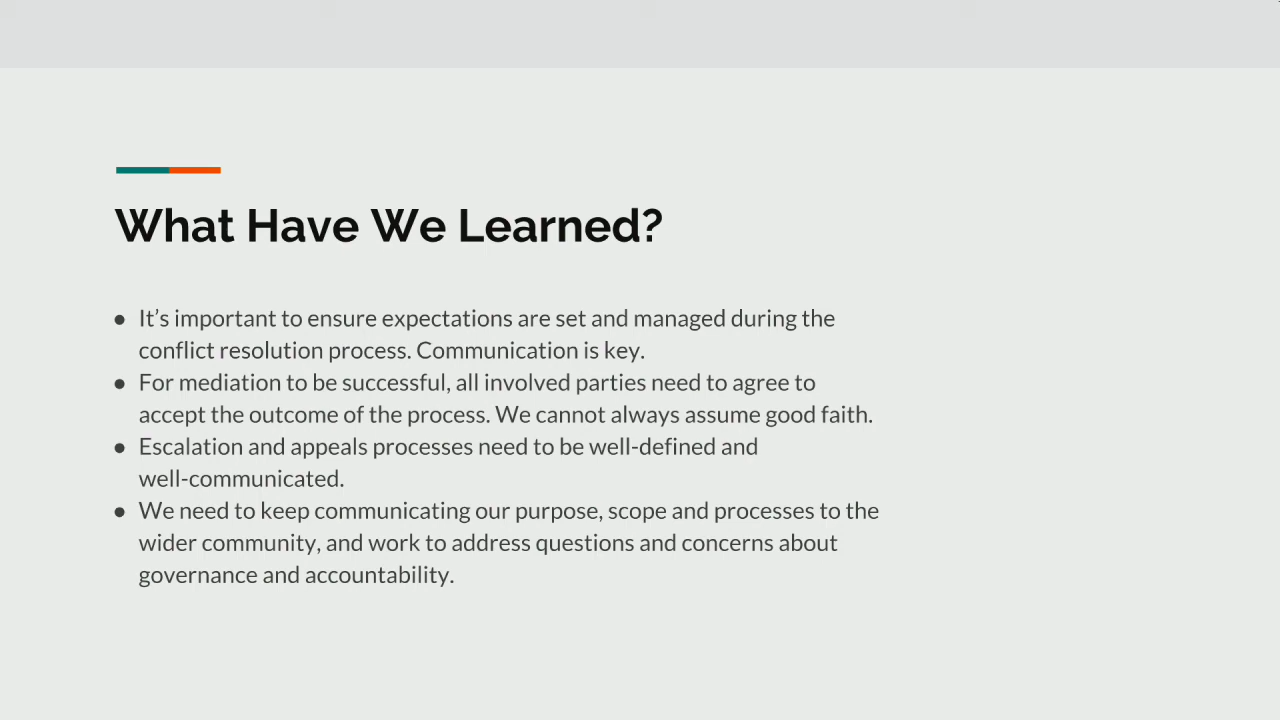 What Have We Learned?
● It’s important to ensure expectations are set and managed during the
conflict resolution process. Communication is key.
● For mediation to be successful, all involved parties need to agree to
accept the outcome of the process. We cannot always assume good faith.
● Escalation and appeals processes need to be well-defined and
well-communicated.
● We need to keep communicating our purpose, scope and processes to the
wider community, and work to address questions and concerns about
governance and accountability.